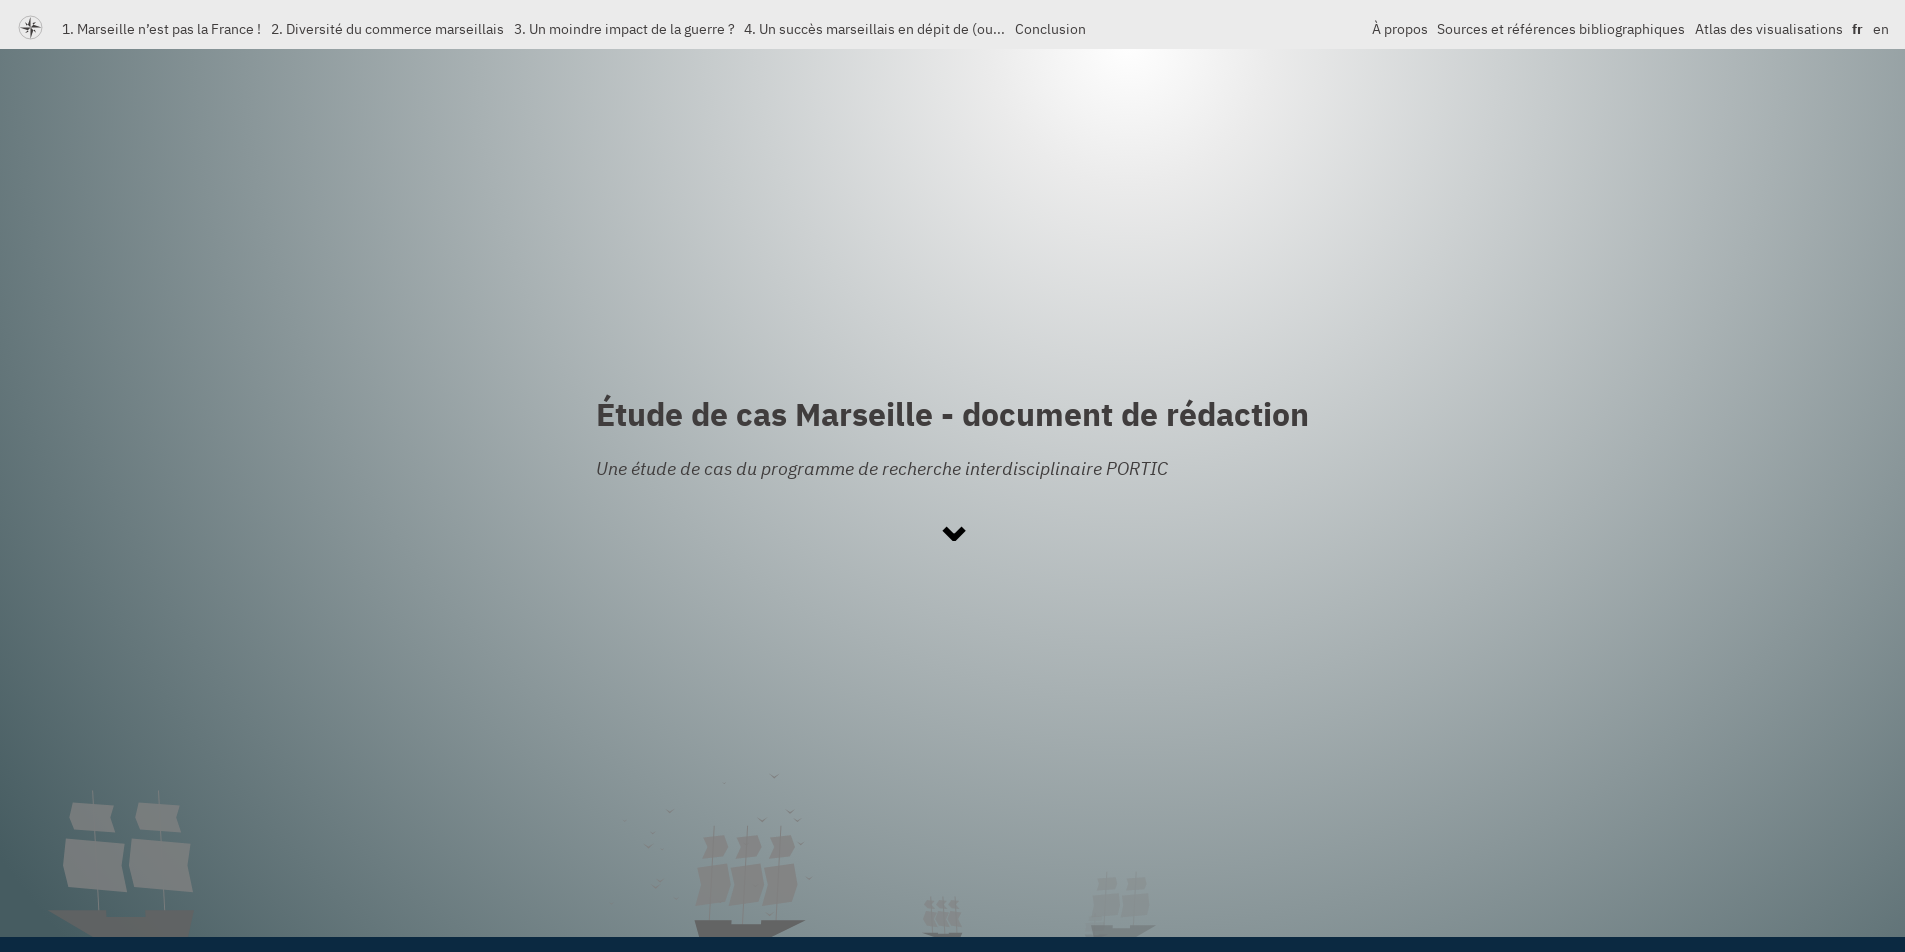 1. Marseille n’est pas la France ! 2. Diversité du commerce marseillais 3. Un moindre impact de la guerre ? 4. Un succès marseillais en dépit de (ou... Conclusion À propos Sources et références bibliographiques Atlas des visualisations fr en
Étude de cas Marseille - document de rédaction
Une étude de cas du programme de recherche interdisciplinaire PORTIC